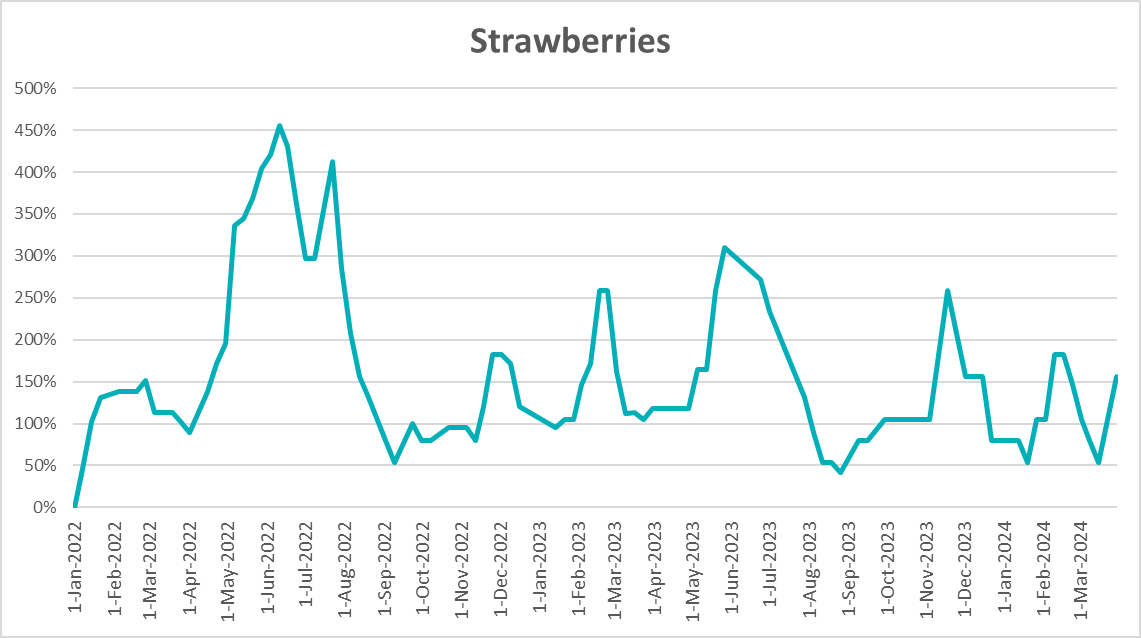 Strawberries
500%
450%
400%
350%
300%
250%
200%
150%
100%
50%
0%
1-Jan-2022
1-Feb-2022
1-Mar-2022
1-Apr-2022
1-May-2022
1-Jun-2022
1-Jul-2022
1-Aug-2022
1-Sep-2022
1-Oct-2022
1-Nov-2022
1-Dec-2022
1-Jan-2023
1-Feb-2023
1-Mar-2023
1-Apr-2023
1-May-2023
1-Jun-2023
1-Jul-2023
1-Aug-2023
1-Sep-2023
1-Oct-2023
1-Nov-2023
1-Dec-2023
1-Jan-2024
1-Feb-2024
1-Mar-2024